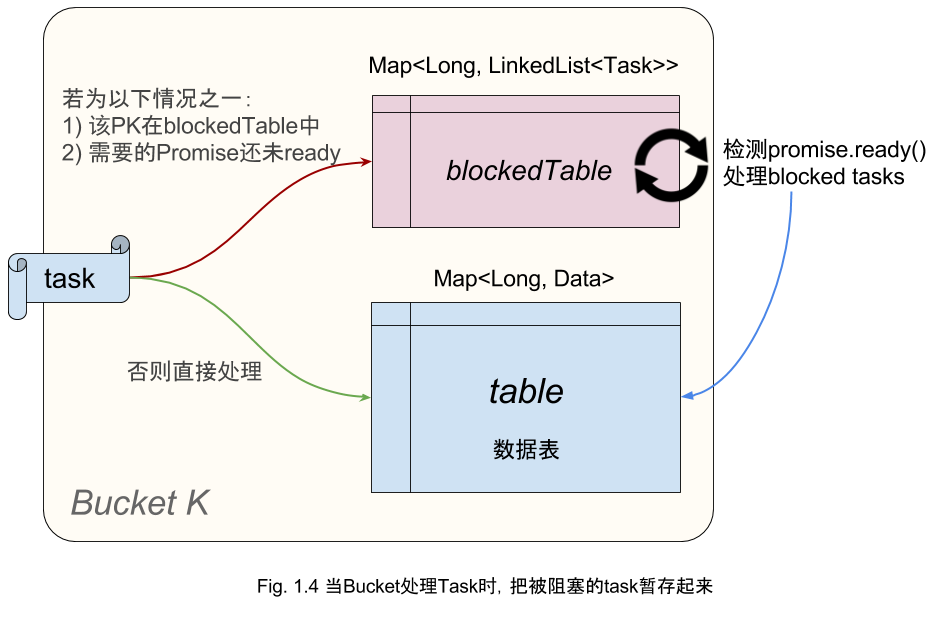 Map<Long, LinkedList<Task>>
若为以下情况之一:
1) 该PK在blockedTable中
2) 需要的Promise还未ready
blockedTable
检测promise.ready()
处理blocked tasks
task
Map<Long, Data>
否则直接处理
table
数据表
Bucket K
Fig. 1.4 当Bucket处理Task时, 把被阻塞的task暂存起来